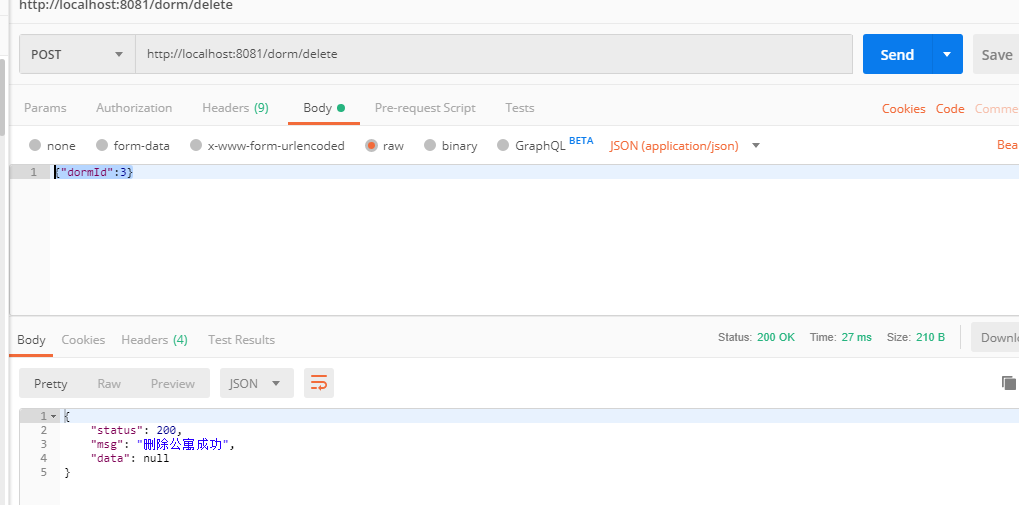 http://localhost:8081/dorm/delete
POST http://localhost:8081/dorm/delete Send Save
Params Authorization Headers (9) Body Pre-request Script Tests Cookies Code Comme
none form-data x-www-form-urlencoded raw binary GraphQL BETA JSON (application/json) Bea
1 {"dormId":3}
Body Cookies Headers (4) Test Results Status: 200 OK Time: 27 ms Size: 210 B Downlo
Pretty Raw Preview JSON
1 {
2 "status": 200,
3 "msg": "删除公寓成功",
4 "data": null
5 }